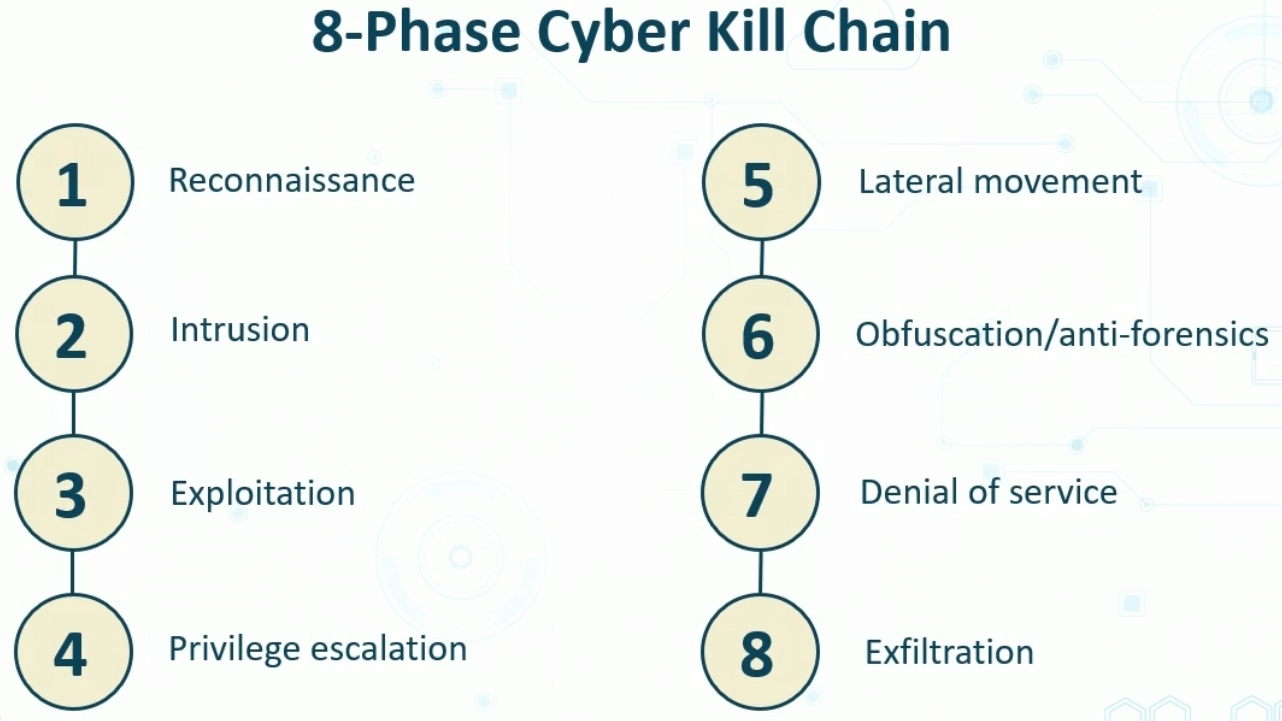 8-Phase Cyber Kill Chain
1 Reconnaissance
2 Intrusion
3 Exploitation
4 Privilege escalation
5 Lateral movement
6 Obfuscation/anti-forensics
7 Denial of service
8 Exfiltration